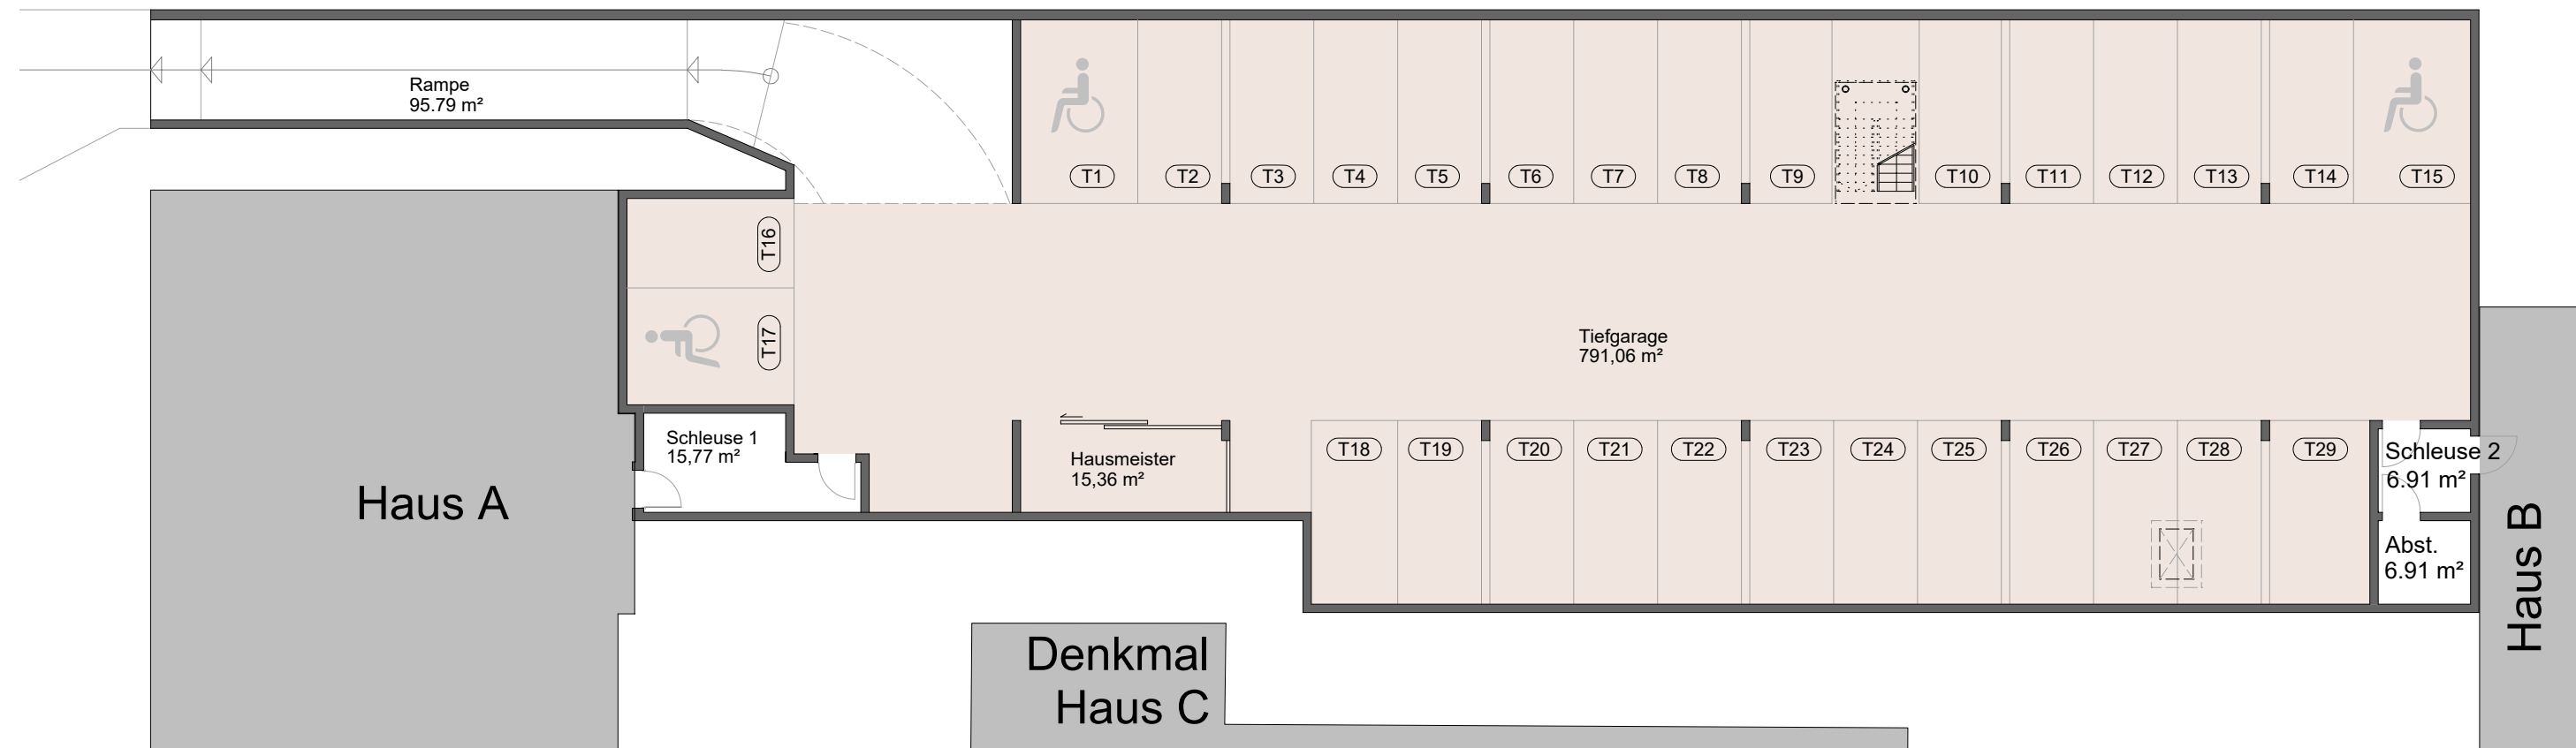 Rampe
95.79 m²
T1
T2
T3
T4
T5
T6
T7
T8
T9
T10
T11
T12
T13
T14
T15
T16
T17
Tiefgarage
791,06 m²
Schleuse 1
15,77 m²
Hausmeister
15,36 m²
T18
T19
T20
T21
T22
T23
T24
T25
T26
T27
T28
T29
Schleuse 2
6.91 m²
Abst.
6.91 m²
Haus A
Haus B
Denkmal
Haus C